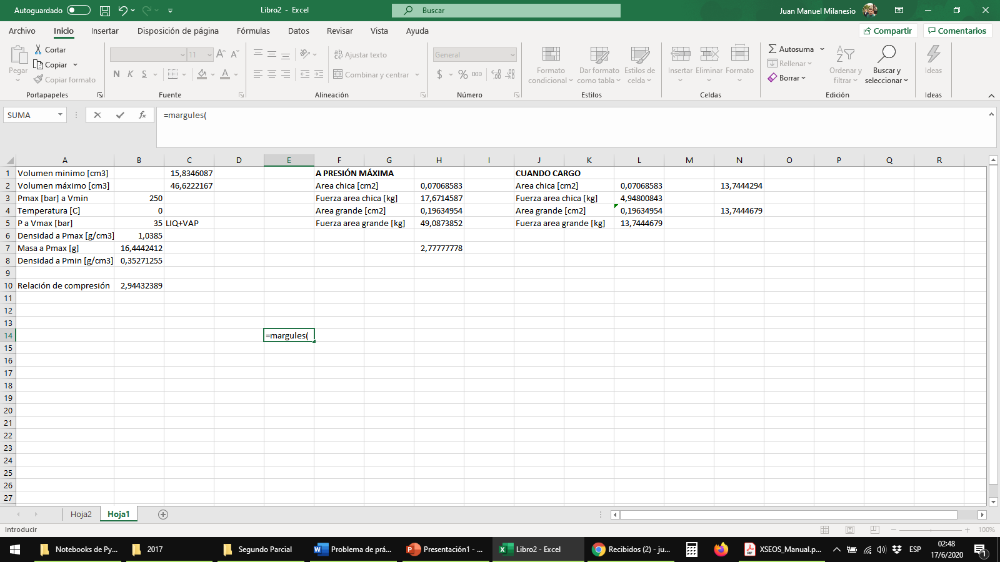 Autoguardado
Libro2 - Excel
Buscar
Juan Manuel Milanesio
Archivo Inicio Insertar Disposición de página Fórmulas Datos Revisar Vista Ayuda
Compartir Comentarios
Pegar
Cortar
Copiar
Copiar formato
Portapapeles
11
N K S
A
Fuente
Ajustar texto
Combinar y centrar
Alineación
General
$ % 000
Número
Formato condicional
Dar formato como tabla
Estilos de celda
Estilos
Insertar Eliminar Formato
Celdas
Autosuma
Rellenar
Borrar
Ordenar y filtrar
Buscar y seleccionar
Edición
Ideas
Ideas
SUMA fx =margules(
A B C D E F G H I J K L M N O P Q R
1 Volumen minimo [cm3] 15,8346087 A PRESIÓN MÁXIMA CUANDO CARGO
2 Volumen máximo [cm3] 46,6222167 Area chica [cm2] 0,07068583 Area chica [cm2] 0,07068583 13,7444294
3 Pmax [bar] a Vmin 250 Fuerza area chica [kg] 17,6714587 Fuerza area chica [kg] 4,94800843
4 Temperatura [C] 0 Area grande [cm2] 0,19634954 Area grande [cm2] 0,19634954 13,7444679
5 P a Vmax [bar] 35 LIQ+VAP Fuerza area grande [kg] 49,0873852 Fuerza area grande [kg] 13,7444679
6 Densidad a Pmax [g/cm3] 1,0385
7 Masa a Pmax [g] 16,4442412 2,77777778
8 Densidad a Pmin [g/cm3] 0,35271255
9
10 Relación de compresión 2,94432389
11
12
13
14 =margules(
15
16
17
18
19
20
21
22
23
24
25
26
27
Hoja2 Hoja1
Introducir
100%
Notebooks de Py...
2017
Segundo Parcial
Problema de prá...
Presentación1 - ...
Libro2 - Excel
Recibidos (2) - ju...
XSEOS_Manual.p...
ESP
02:48
17/6/2020
1